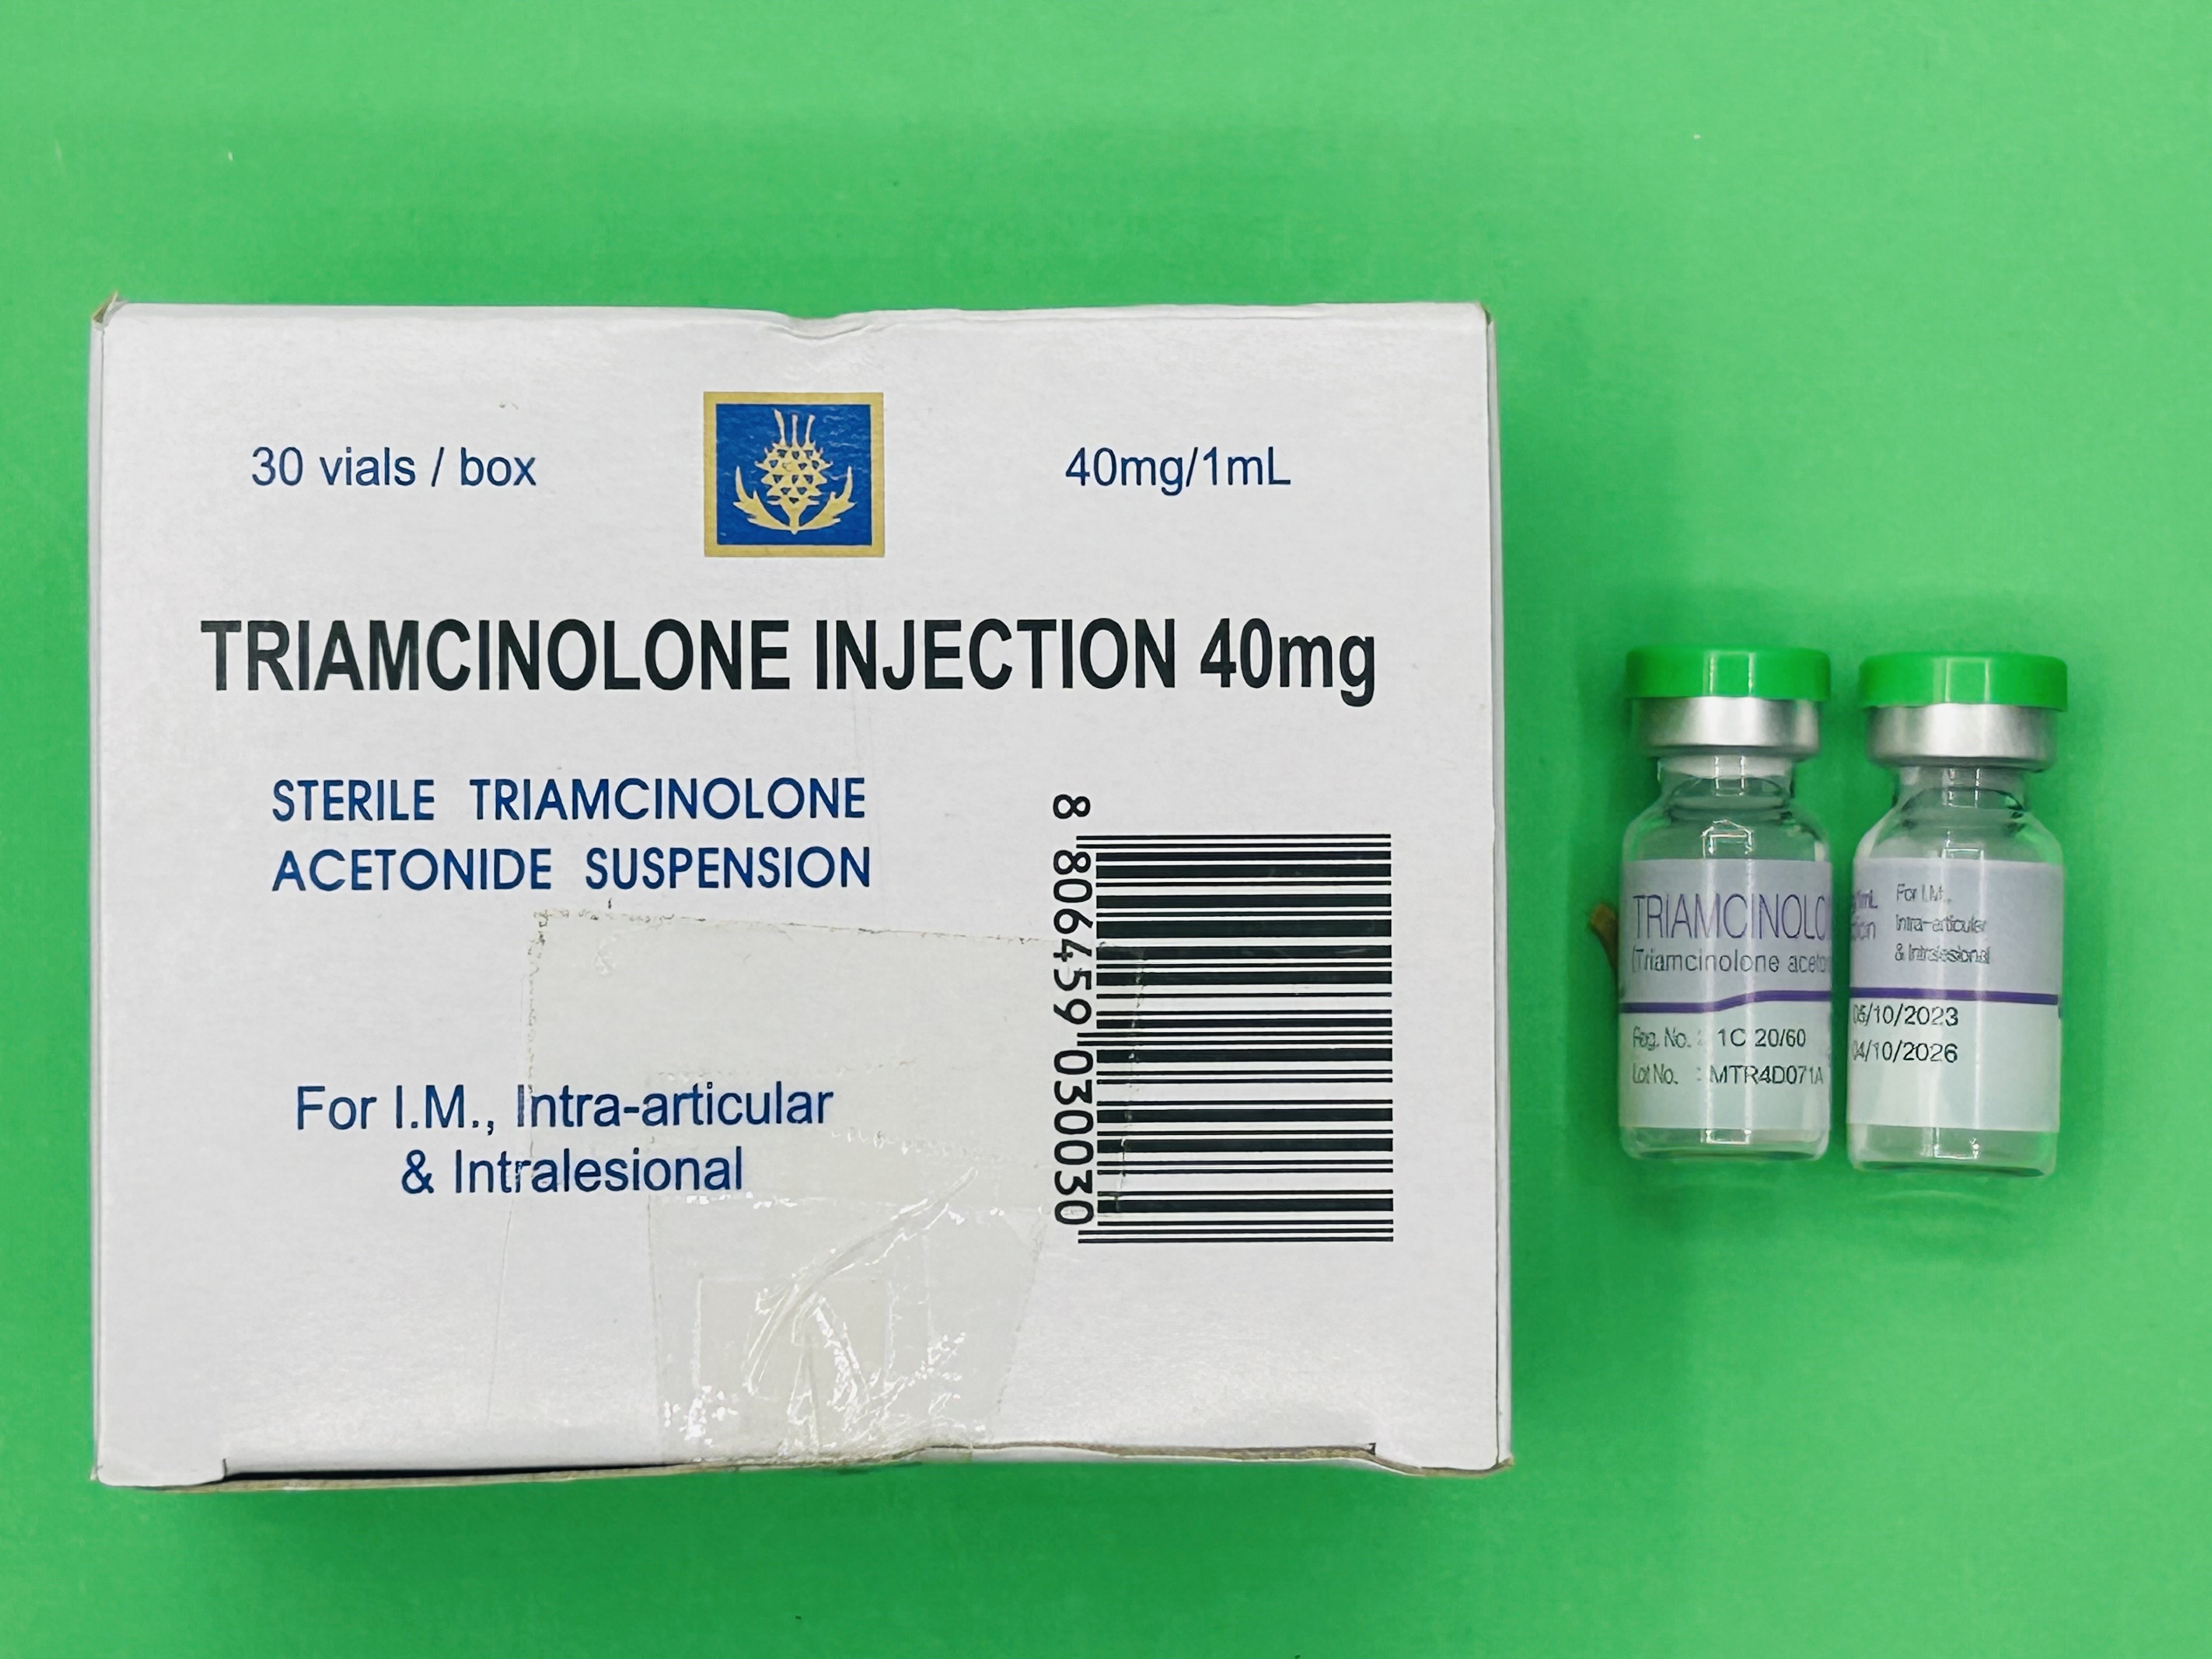 30 vials / box
40mg/1mL
TRIAMCINOLONE INJECTION 40mg
STERILE TRIAMCINOLONE
ACETONIDE SUSPENSION
For I.M., Intra-articular
& Intralesional
8 806459 030030
TRIAMCINOLO
(Triamcinolone aceto
Reg. No. : 1C 20/60
Lot No. : MTR4D071A
For I.M.,
Intra-articular
& Intralesional
/10/2023
04/10/2026